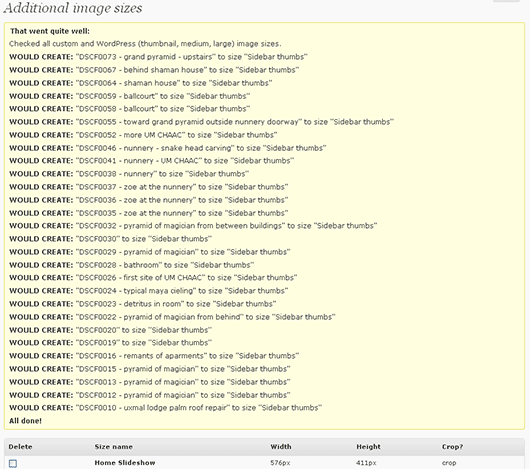 Additional image sizes
That went quite well:
Checked all custom and WordPress (thumbnail, medium, large) image sizes.
WOULD CREATE: "DSCF0073 - grand pyramid - upstairs" to size "Sidebar thumbs"
WOULD CREATE: "DSCF0067 - behind shaman house" to size "Sidebar thumbs"
WOULD CREATE: "DSCF0064 - shaman house" to size "Sidebar thumbs"
WOULD CREATE: "DSCF0059 - ballcourt" to size "Sidebar thumbs"
WOULD CREATE: "DSCF0058 - ballcourt" to size "Sidebar thumbs"
WOULD CREATE: "DSCF0055 - toward grand pyramid outside nunnery doorway" to size "Sidebar thumbs"
WOULD CREATE: "DSCF0052 - more UM CHAAC" to size "Sidebar thumbs"
WOULD CREATE: "DSCF0046 - nunnery - snake head carving" to size "Sidebar thumbs"
WOULD CREATE: "DSCF0041 - nunnery - UM CHAAC" to size "Sidebar thumbs"
WOULD CREATE: "DSCF0038 - nunnery" to size "Sidebar thumbs"
WOULD CREATE: "DSCF0037 - zoe at the nunnery" to size "Sidebar thumbs"
WOULD CREATE: "DSCF0036 - zoe at the nunnery" to size "Sidebar thumbs"
WOULD CREATE: "DSCF0035 - zoe at the nunnery" to size "Sidebar thumbs"
WOULD CREATE: "DSCF0032 - pyramid of magician from between buildings" to size "Sidebar thumbs"
WOULD CREATE: "DSCF0030" to size "Sidebar thumbs"
WOULD CREATE: "DSCF0029 - pyramid of magician" to size "Sidebar thumbs"
WOULD CREATE: "DSCF0028 - bathroom" to size "Sidebar thumbs"
WOULD CREATE: "DSCF0026 - first site of UM CHAAC" to size "Sidebar thumbs"
WOULD CREATE: "DSCF0024 - typical maya cieling" to size "Sidebar thumbs"
WOULD CREATE: "DSCF0023 - detritus in room" to size "Sidebar thumbs"
WOULD CREATE: "DSCF0022 - pyramid of magician from behind" to size "Sidebar thumbs"
WOULD CREATE: "DSCF0020" to size "Sidebar thumbs"
WOULD CREATE: "DSCF0019" to size "Sidebar thumbs"
WOULD CREATE: "DSCF0016 - remants of aparments" to size "Sidebar thumbs"
WOULD CREATE: "DSCF0015 - pyramid of magician" to size "Sidebar thumbs"
WOULD CREATE: "DSCF0013 - pyramid of magician" to size "Sidebar thumbs"
WOULD CREATE: "DSCF0012 - pyramid of magician" to size "Sidebar thumbs"
WOULD CREATE: "DSCF0010 - uxmal lodge palm roof repair" to size "Sidebar thumbs"
All done!
Delete Size name Width Height Crop?
Home Slideshow 576px 411px crop